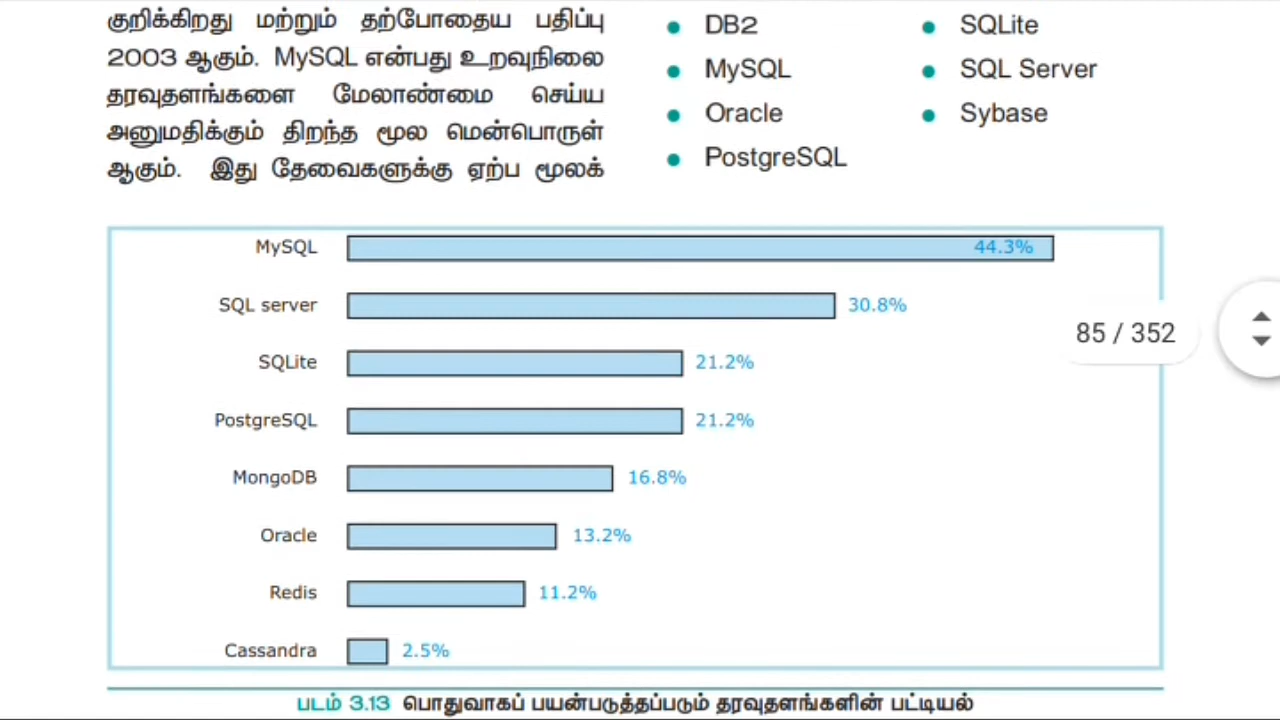 குறிக்கிறது மற்றும் தற்போதைய பதிப்பு
2003 ஆகும். MySQL என்பது உறவுநிலை
தரவுதளங்களை மேலாண்மை செய்ய
அனுமதிக்கும் திறந்த மூல மென்பொருள்
ஆகும். இது தேவைகளுக்கு ஏற்ப மூலக்
DB2
MySQL
Oracle
PostgreSQL
SQLite
SQL Server
Sybase
MySQL 44.3%
SQL server 30.8%
SQLite 21.2%
PostgreSQL 21.2%
MongoDB 16.8%
Oracle 13.2%
Redis 11.2%
Cassandra 2.5%
85 / 352
படம் 3.13 பொதுவாகப் பயன்படுத்தப்படும் தரவுதளங்களின் பட்டியல்